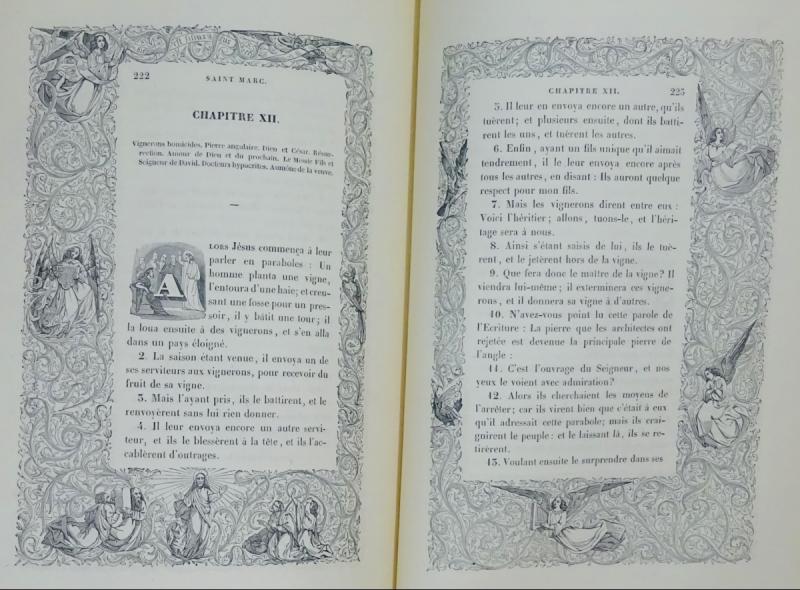 222
SAINT MARC.
CHAPITRE XII.
Vignerons homicides. Pierre angulaire. Dieu et César. Résur-
rection. Amour de Dieu et du prochain. Le Messie Fils et
Seigneur de David. Docteurs hypocrites. Aumône de la veuve.
ALORS Jésus commença à leur
parler en paraboles : Un
homme planta une vigne,
l'entoura d'une haie; et creu-
sant une fosse pour un pres-
soir, il y bâtit une tour; il
la loua ensuite à des vignerons, et s'en alla
dans un pays éloigné.
2. La saison étant venue, il envoya un de
ses serviteurs aux vignerons, pour recevoir du
fruit de sa vigne.
3. Mais l'ayant pris, ils le battirent, et le
renvoyèrent sans lui rien donner.
4. Il leur envoya encore un autre servi-
teur, et ils le blessèrent à la tête, et ils l'ac-
cablèrent d'outrages.
CHAPITRE XII.
223
5. Il leur en envoya encore un autre, qu'ils
tuèrent; et plusieurs ensuite, dont ils batti-
rent les uns, et tuèrent les autres.
6. Enfin, ayant un fils unique qu'il aimait
tendrement, il le leur envoya encore après
tous les autres, en disant : Ils auront quelque
respect pour mon fils.
7. Mais les vignerons dirent entre eux :
Voici l'héritier; allons, tuons-le, et l'héri-
tage sera à nous.
8. Ainsi s'étant saisis de lui, ils le tuè-
rent, et le jetèrent hors de la vigne.
9. Que fera donc le maître de la vigne? Il
viendra lui-même; il exterminera ces vigne-
rons, et il donnera sa vigne à d'autres.
10. N'avez-vous point lu cette parole de
l'Ecriture : La pierre que les architectes ont
rejetée est devenue la principale pierre de
l'angle :
11. C'est l'ouvrage du Seigneur, et nos
yeux le voient avec admiration?
12. Alors ils cherchaient les moyens de
l'arrêter; car ils virent bien que c'était à eux
qu'il adressait cette parabole; mais ils crai-
gnirent le peuple : et le laissant là, ils se re-
tirèrent.
13. Voulant ensuite le surprendre dans ses